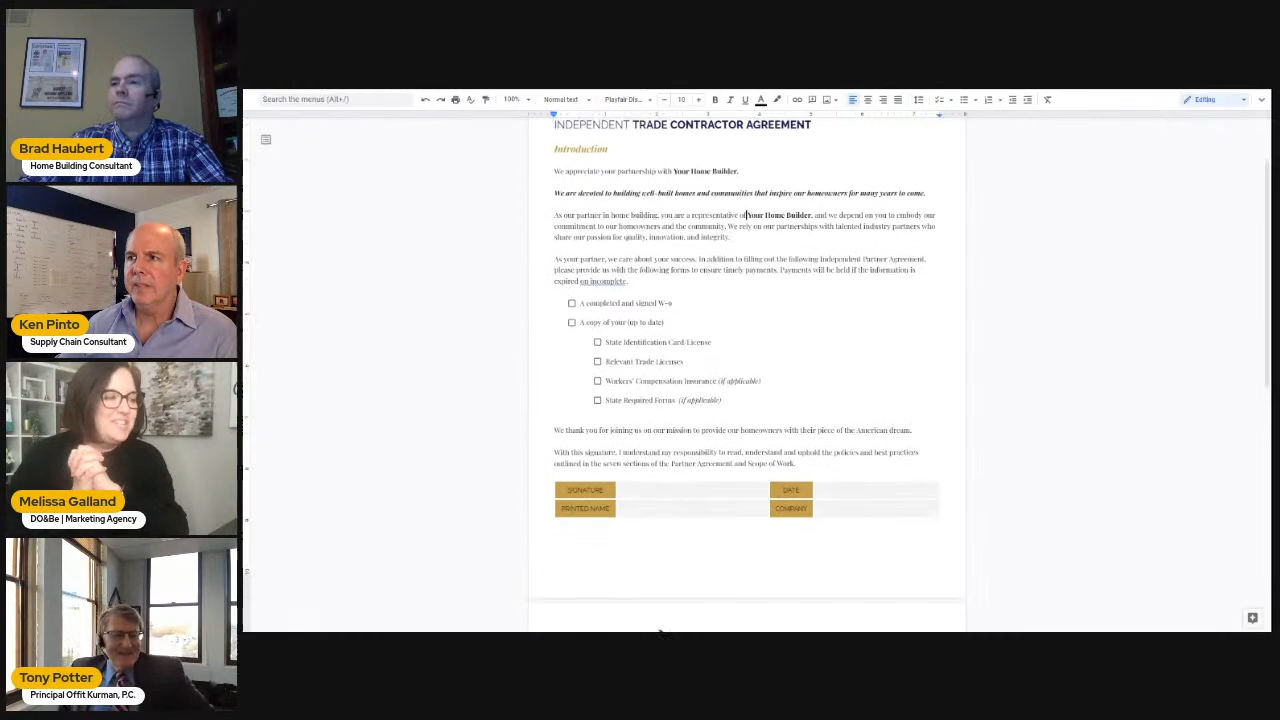 Brad Haubert
Home Building Consultant
Ken Pinto
Supply Chain Consultant
Melissa Galland
DO&Be | Marketing Agency
Tony Potter
Principal Offit Kurman, P.C.
Search the menus (Alt+/)
100%
Normal text
Playfair Dis...
10
Editing
INDEPENDENT TRADE CONTRACTOR AGREEMENT
Introduction
We appreciate your partnership with Your Home Builder.
We are devoted to building well-built homes and communities that inspire our homeowners for many years to come.
As our partner in home building, you are a representative of Your Home Builder, and we depend on you to embody our
commitment to our homeowners and the community. We rely on our partnerships with talented industry partners who
share our passion for quality, innovation, and integrity.
As your partner, we care about your success. In addition to filling out the following Independent Partner Agreement,
please provide us with the following forms to ensure timely payments. Payments will be held if the information is
expired on incomplete.
A completed and signed W-9
A copy of your (up to date)
State Identification Card/License
Relevant Trade Licenses
Workers' Compensation Insurance (if applicable)
State Required Forms (if applicable)
We thank you for joining us on our mission to provide our homeowners with their piece of the American dream.
With this signature, I understand my responsibility to read, understand and uphold the policies and best practices
outlined in the seven sections of the Partner Agreement and Scope of Work.
SIGNATURE
DATE
PRINTED NAME
COMPANY